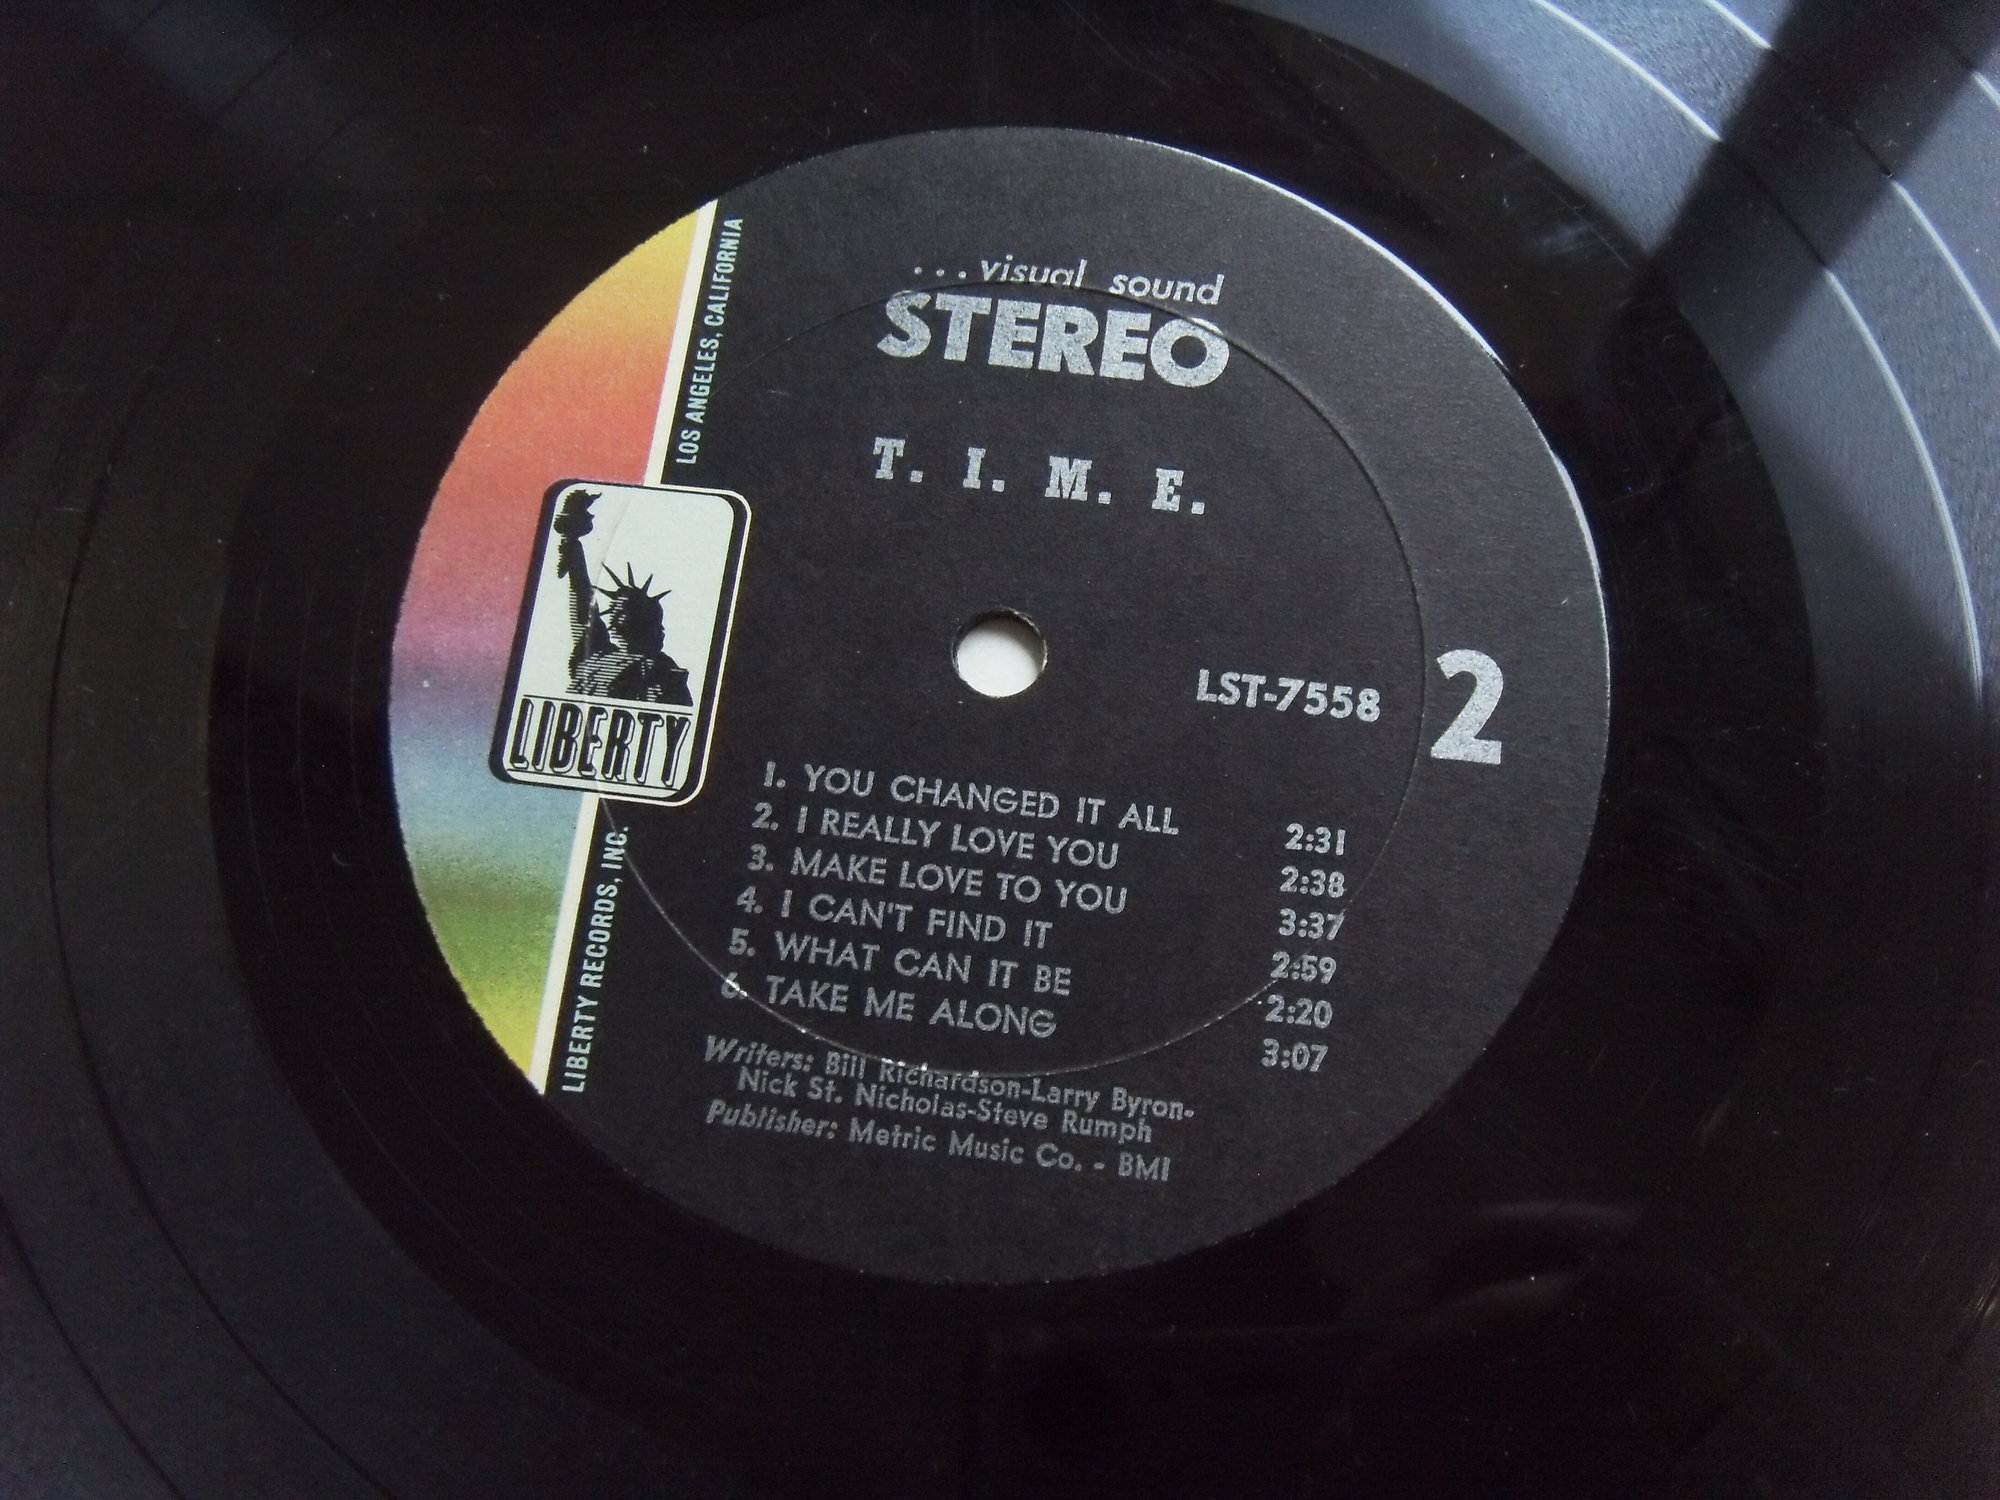 ...visual sound
STEREO
T. I. M. E.
LOS ANGELES, CALIFORNIA
LIBERTY
LIBERTY RECORDS, INC.
LST-7558
2
1. YOU CHANGED IT ALL 2:31
2. I REALLY LOVE YOU 2:38
3. MAKE LOVE TO YOU 3:37
4. I CAN'T FIND IT 2:59
5. WHAT CAN IT BE 2:20
6. TAKE ME ALONG 3:07
Writers: Bill Richardson-Larry Byron-
Nick St. Nicholas-Steve Rumph
Publisher: Metric Music Co. - BMI